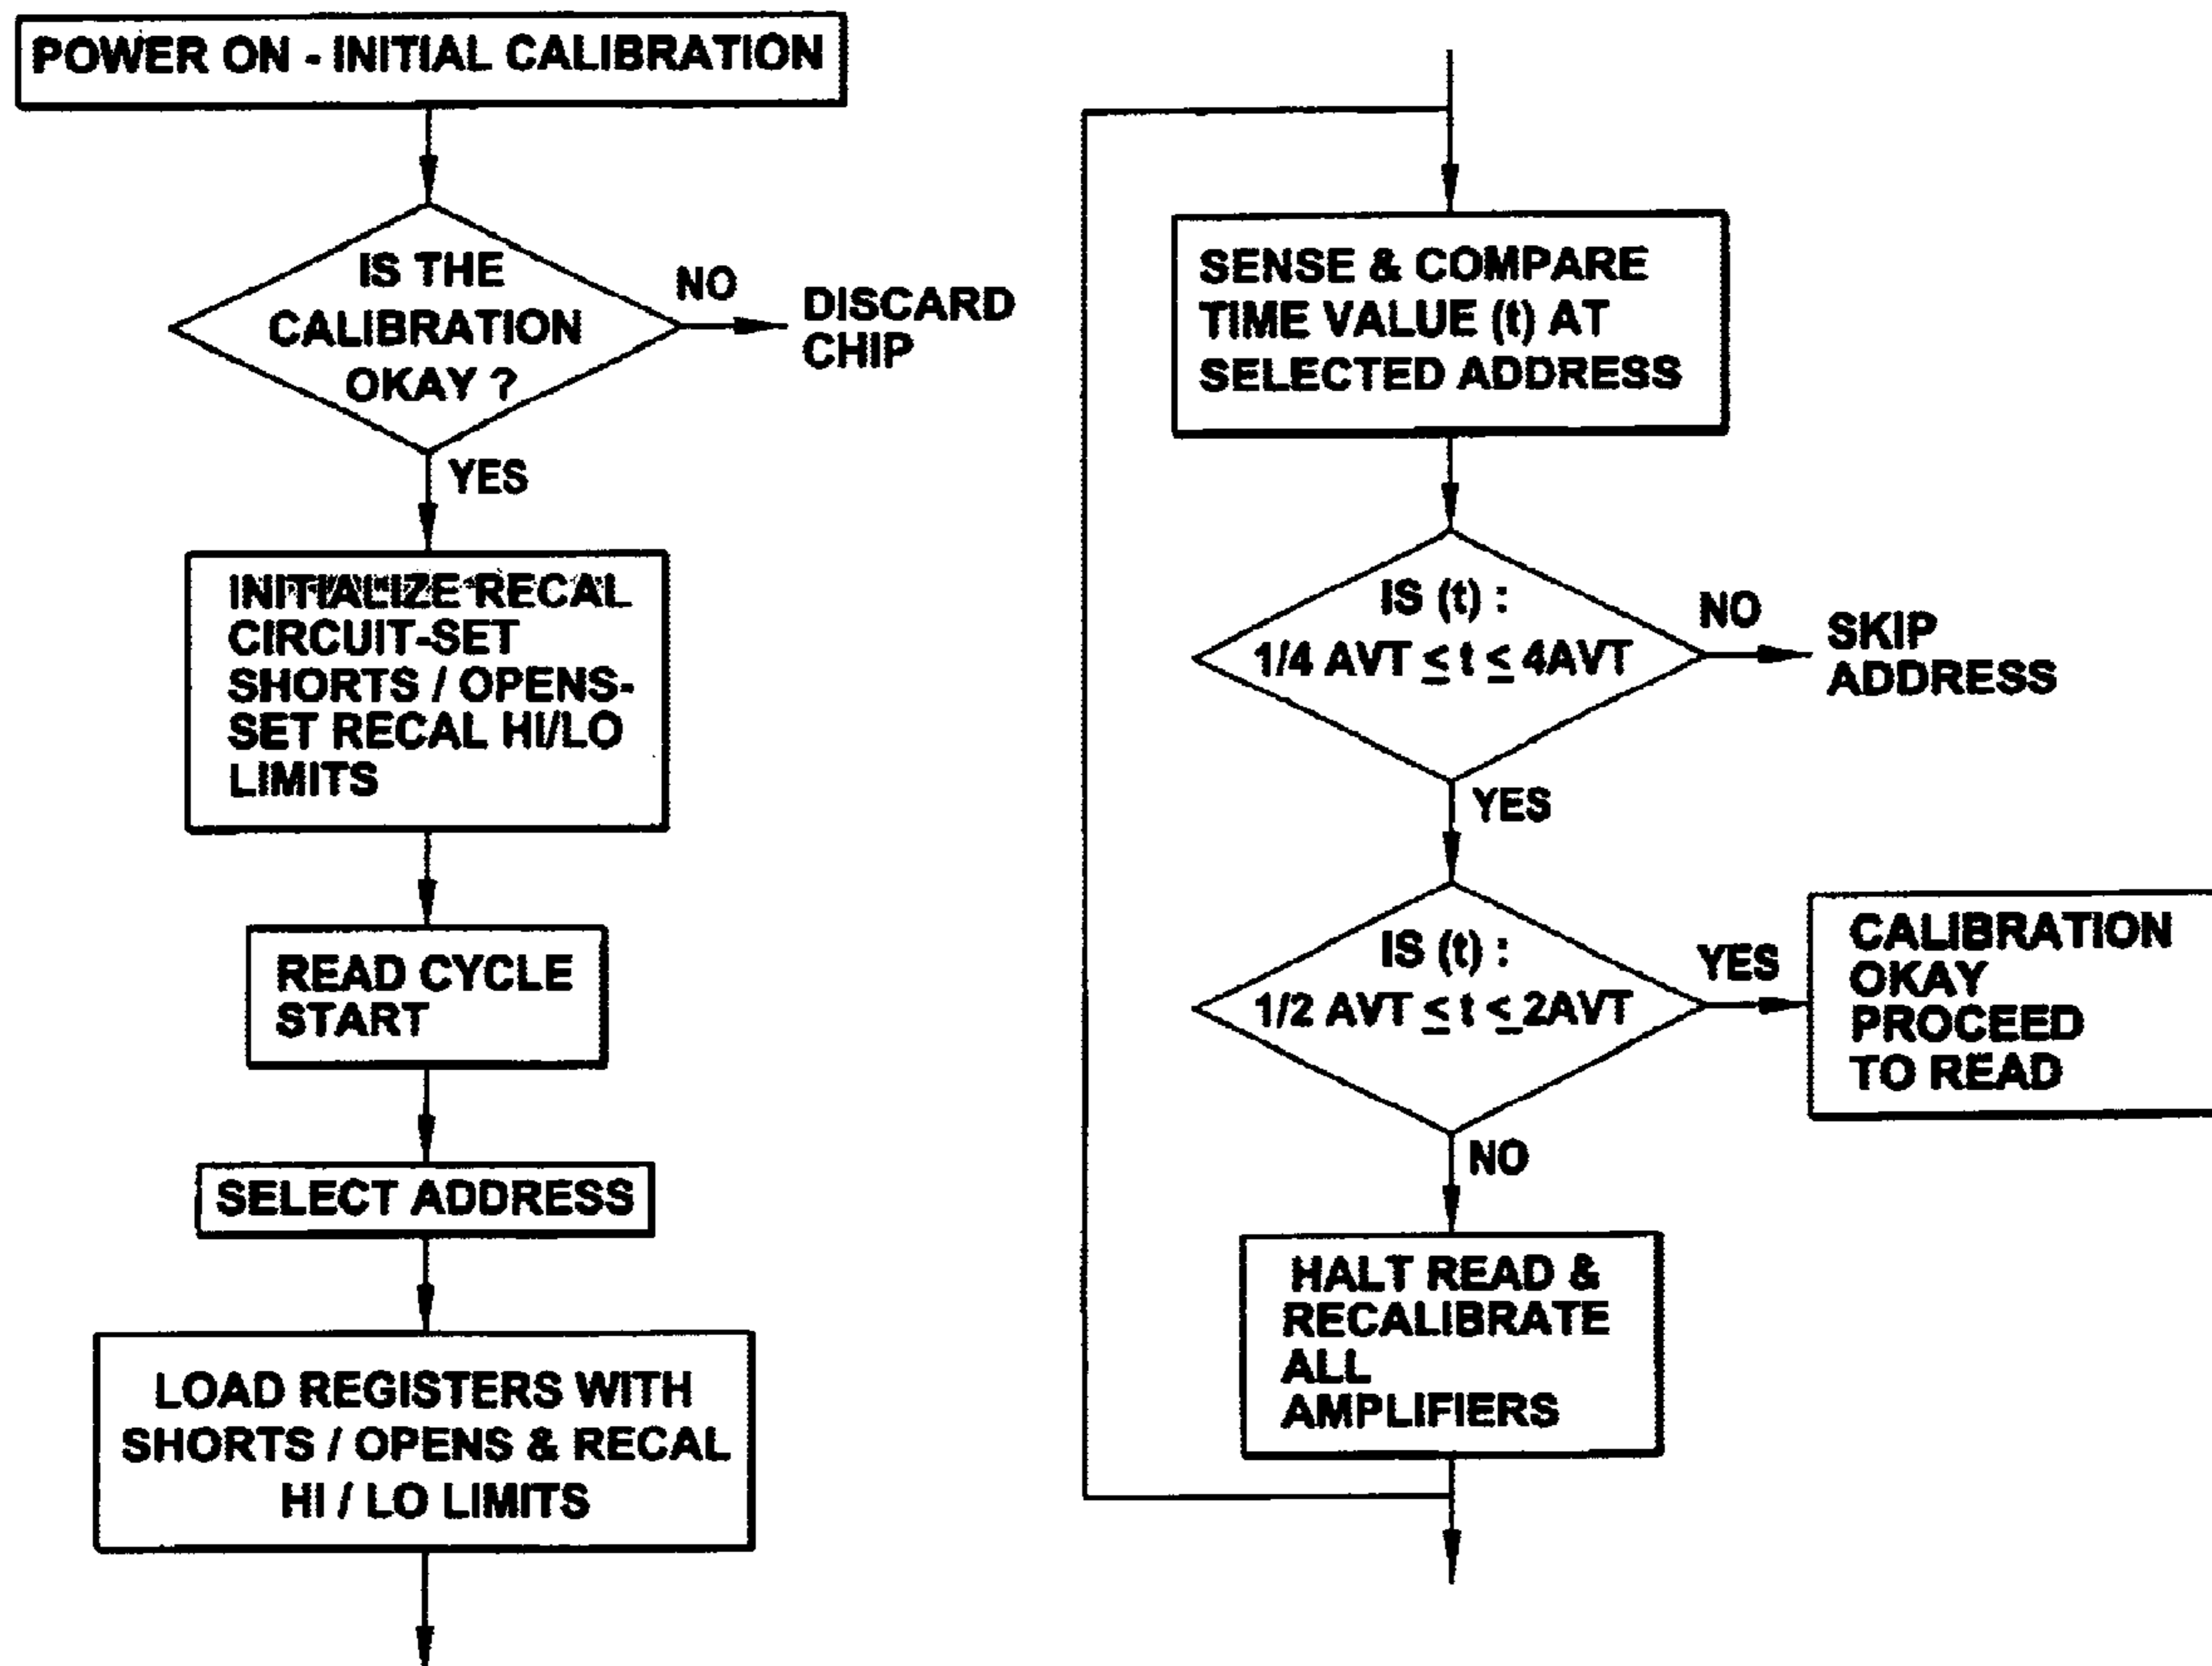 POWER ON - INITIAL CALIBRATION
IS THE
CALIBRATION
OKAY ?
NO
DISCARD
CHIP
YES
INITIALIZE RECAL
CIRCUIT-SET
SHORTS / OPENS-
SET RECAL HI/LO
LIMITS
READ CYCLE
START
SELECT ADDRESS
LOAD REGISTERS WITH
SHORTS / OPENS & RECAL
HI / LO LIMITS
SENSE & COMPARE
TIME VALUE (t) AT
SELECTED ADDRESS
IS (t) :
1/4 AVT ≤ t ≤ 4AVT
NO
SKIP
ADDRESS
YES
IS (t) :
1/2 AVT ≤ t ≤ 2AVT
YES
CALIBRATION
OKAY
PROCEED
TO READ
NO
HALT READ &
RECALIBRATE
ALL
AMPLIFIERS